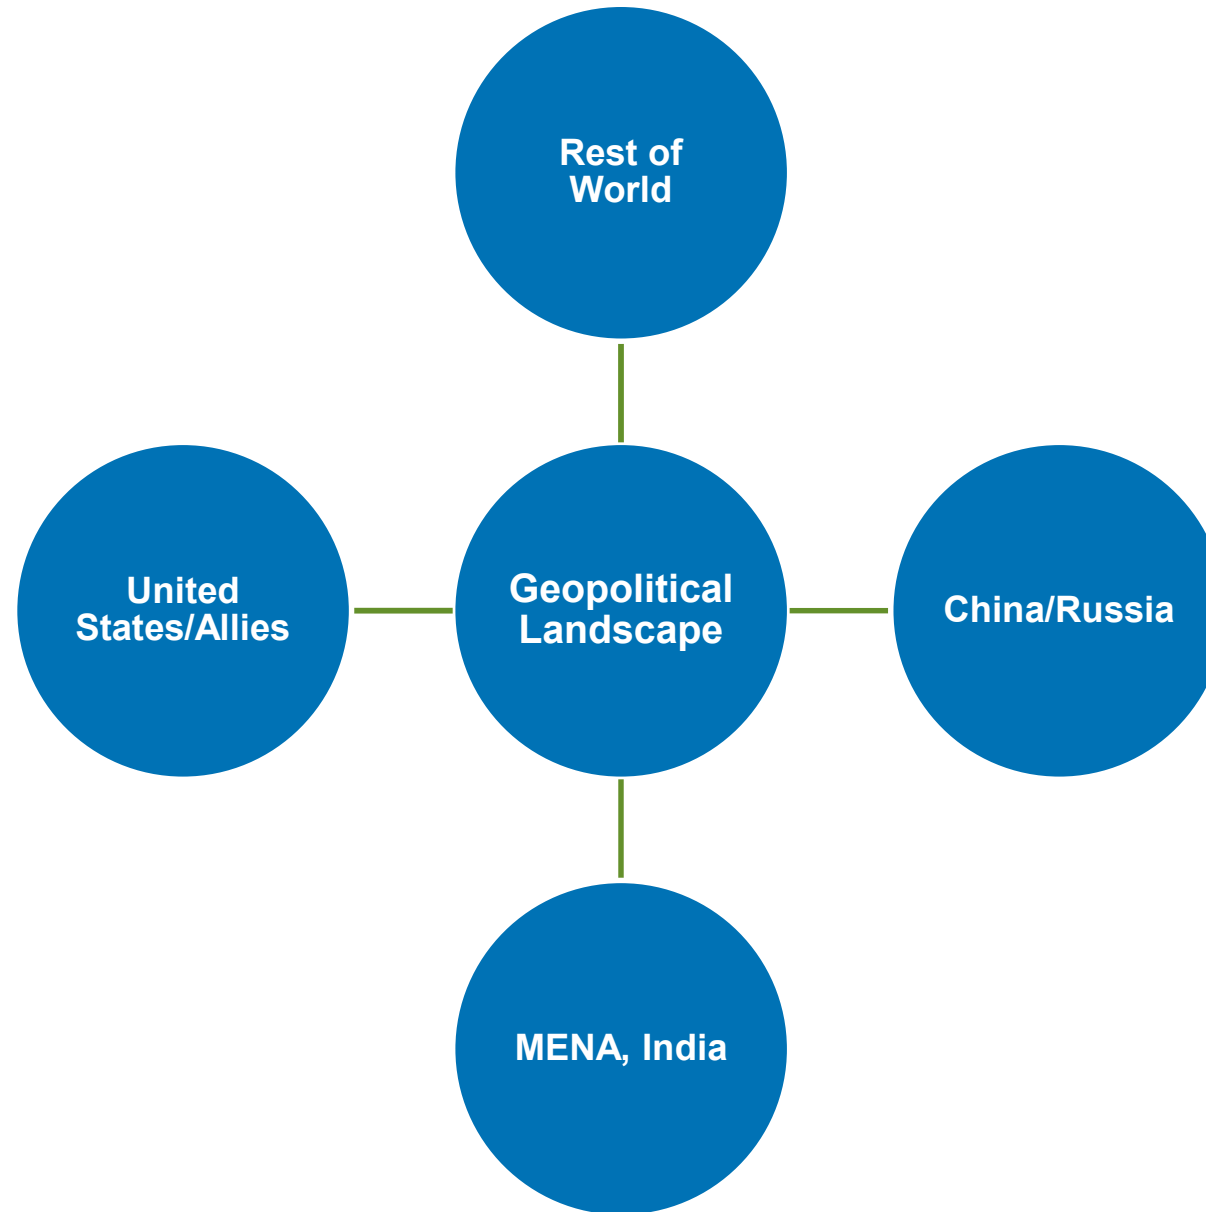 Rest of
World
United
States/Allies
Geopolitical
Landscape
China/Russia
MENA, India